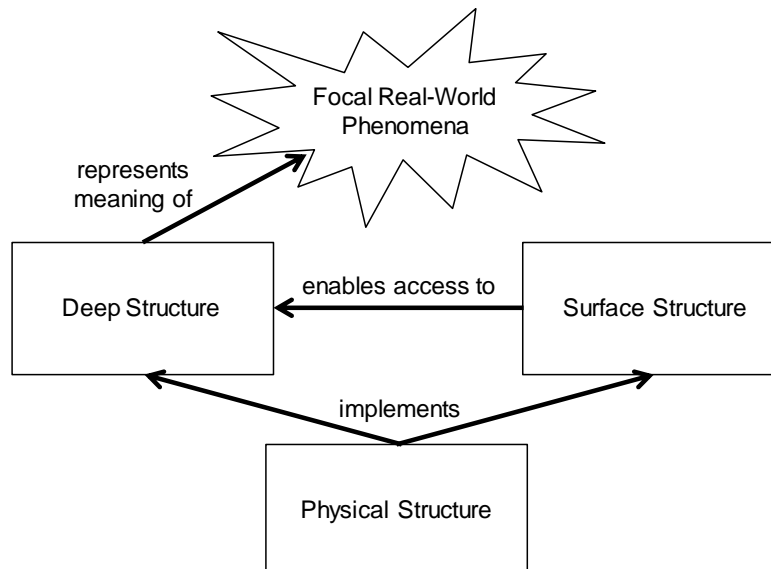 Focal Real-World
Phenomena
represents
meaning of
enables access to
Deep Structure
Surface Structure
implements
Physical Structure